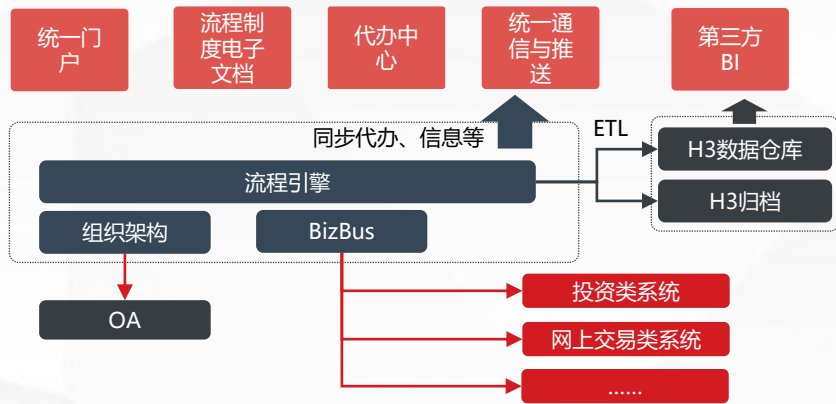 统一门
户
流程制
度电子
文档
代办中
心
统一通
信与推
送
第三方
BI
同步代办、信息等
ETL
流程引擎
H3数据仓库
H3归档
组织架构
BizBus
OA
投资类系统
网上交易类系统
……